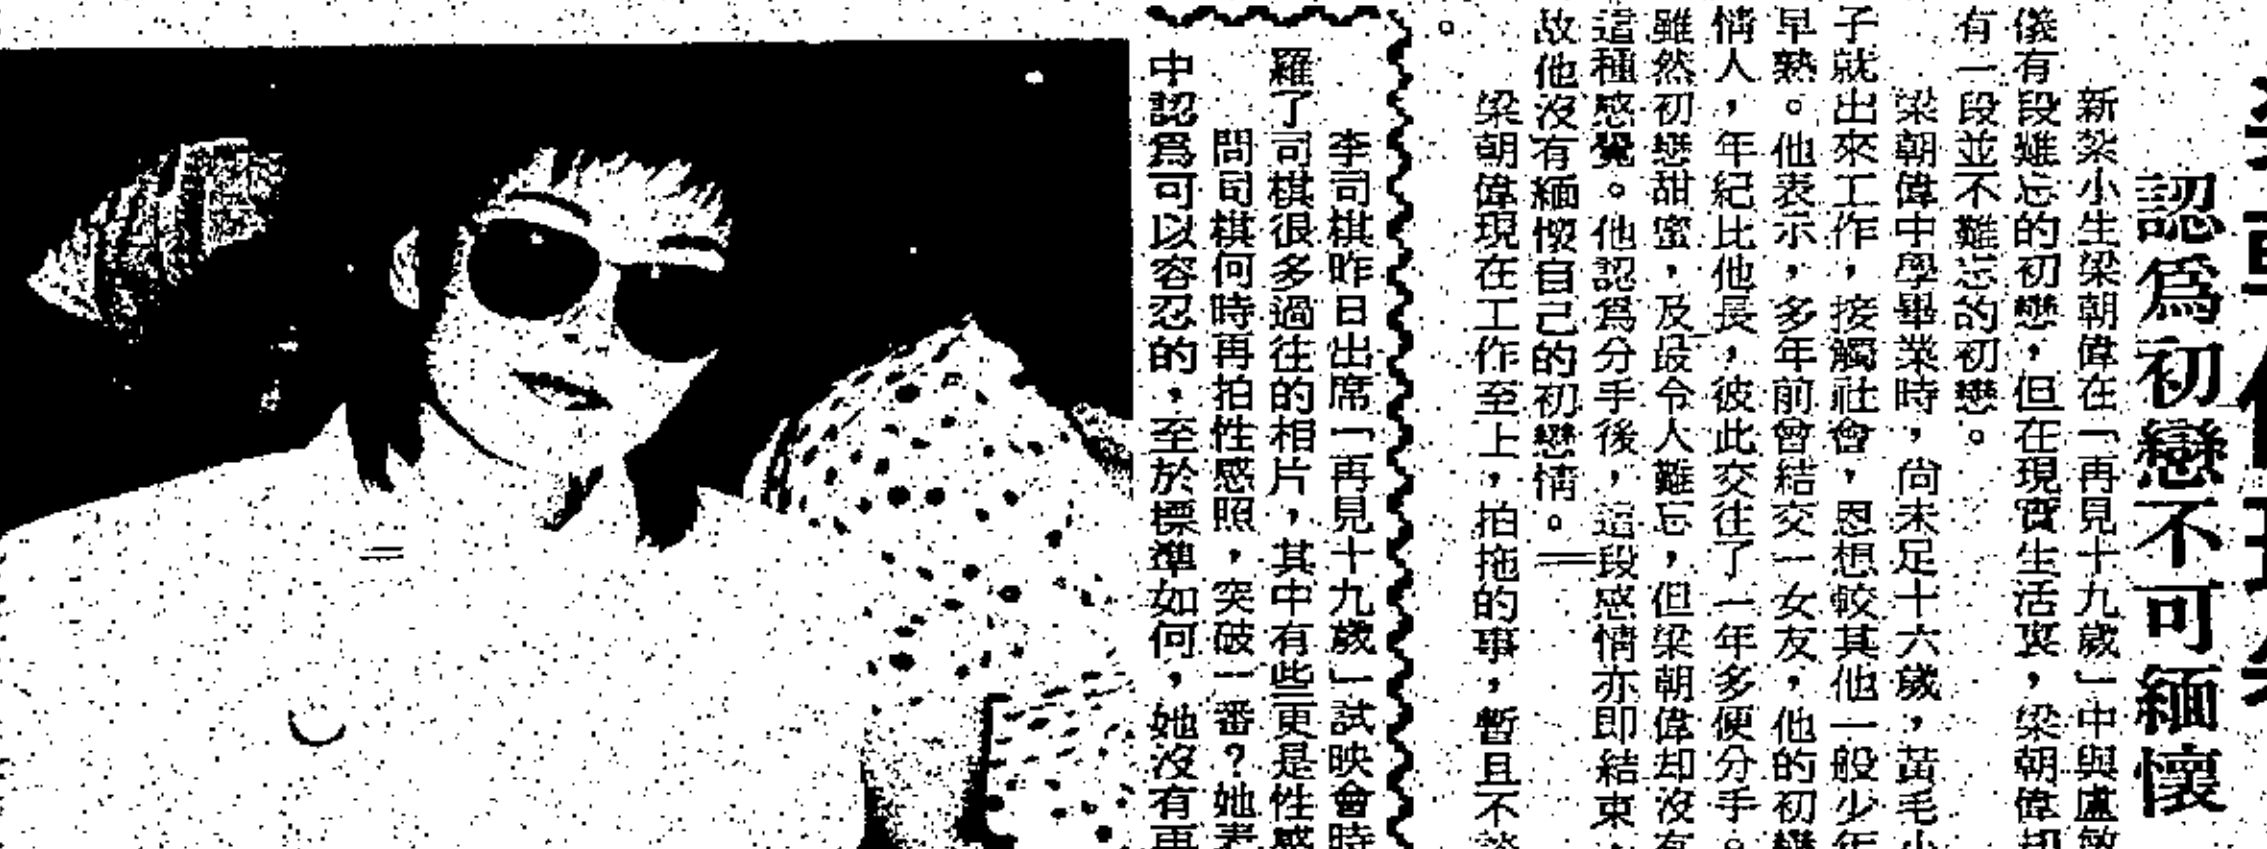 認爲初戀不可緬懷
新紮小生梁朝偉在「再見十九歲」中與盧敏
儀有段難忘的初戀，但在現實生活裏，梁朝偉却
有一段並不難忘的初戀。
梁朝偉中學畢業時，尚未足十六歲，黃毛小
子就出來工作，接觸社會，思想較其他一般少年
早熟。他表示，多年前曾結交一女友，他的初戀
情人，年紀比他長，彼此交往了一年多便分手。
雖然初戀甜蜜，及最令人難忘，但梁朝偉却沒有
這種感覺。他認爲分手後，這段感情亦即結束，
故他沒有緬懷自己的初戀情。
梁朝偉現在工作至上，拍拖的事，暫且不談
。
李司棋昨日出席「再見十九歲」試映會時
羅了司棋很多過往的相片，其中有些更是性感
問司棋何時再拍性感照，突破一番？她表
中認爲可以容忍的，至於標準如何，她沒有再